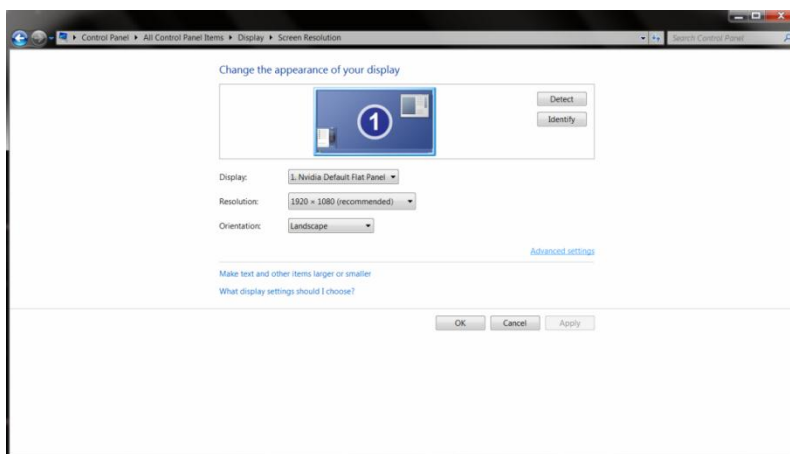 Control Panel ▸ All Control Panel Items ▸ Display ▸ Screen Resolution
Search Control Panel
Change the appearance of your display
1
Detect
Identify
Display: 1. Nvidia Default Flat Panel
Resolution: 1920 × 1080 (recommended)
Orientation: Landscape
Advanced settings
Make text and other items larger or smaller
What display settings should I choose?
OK Cancel Apply